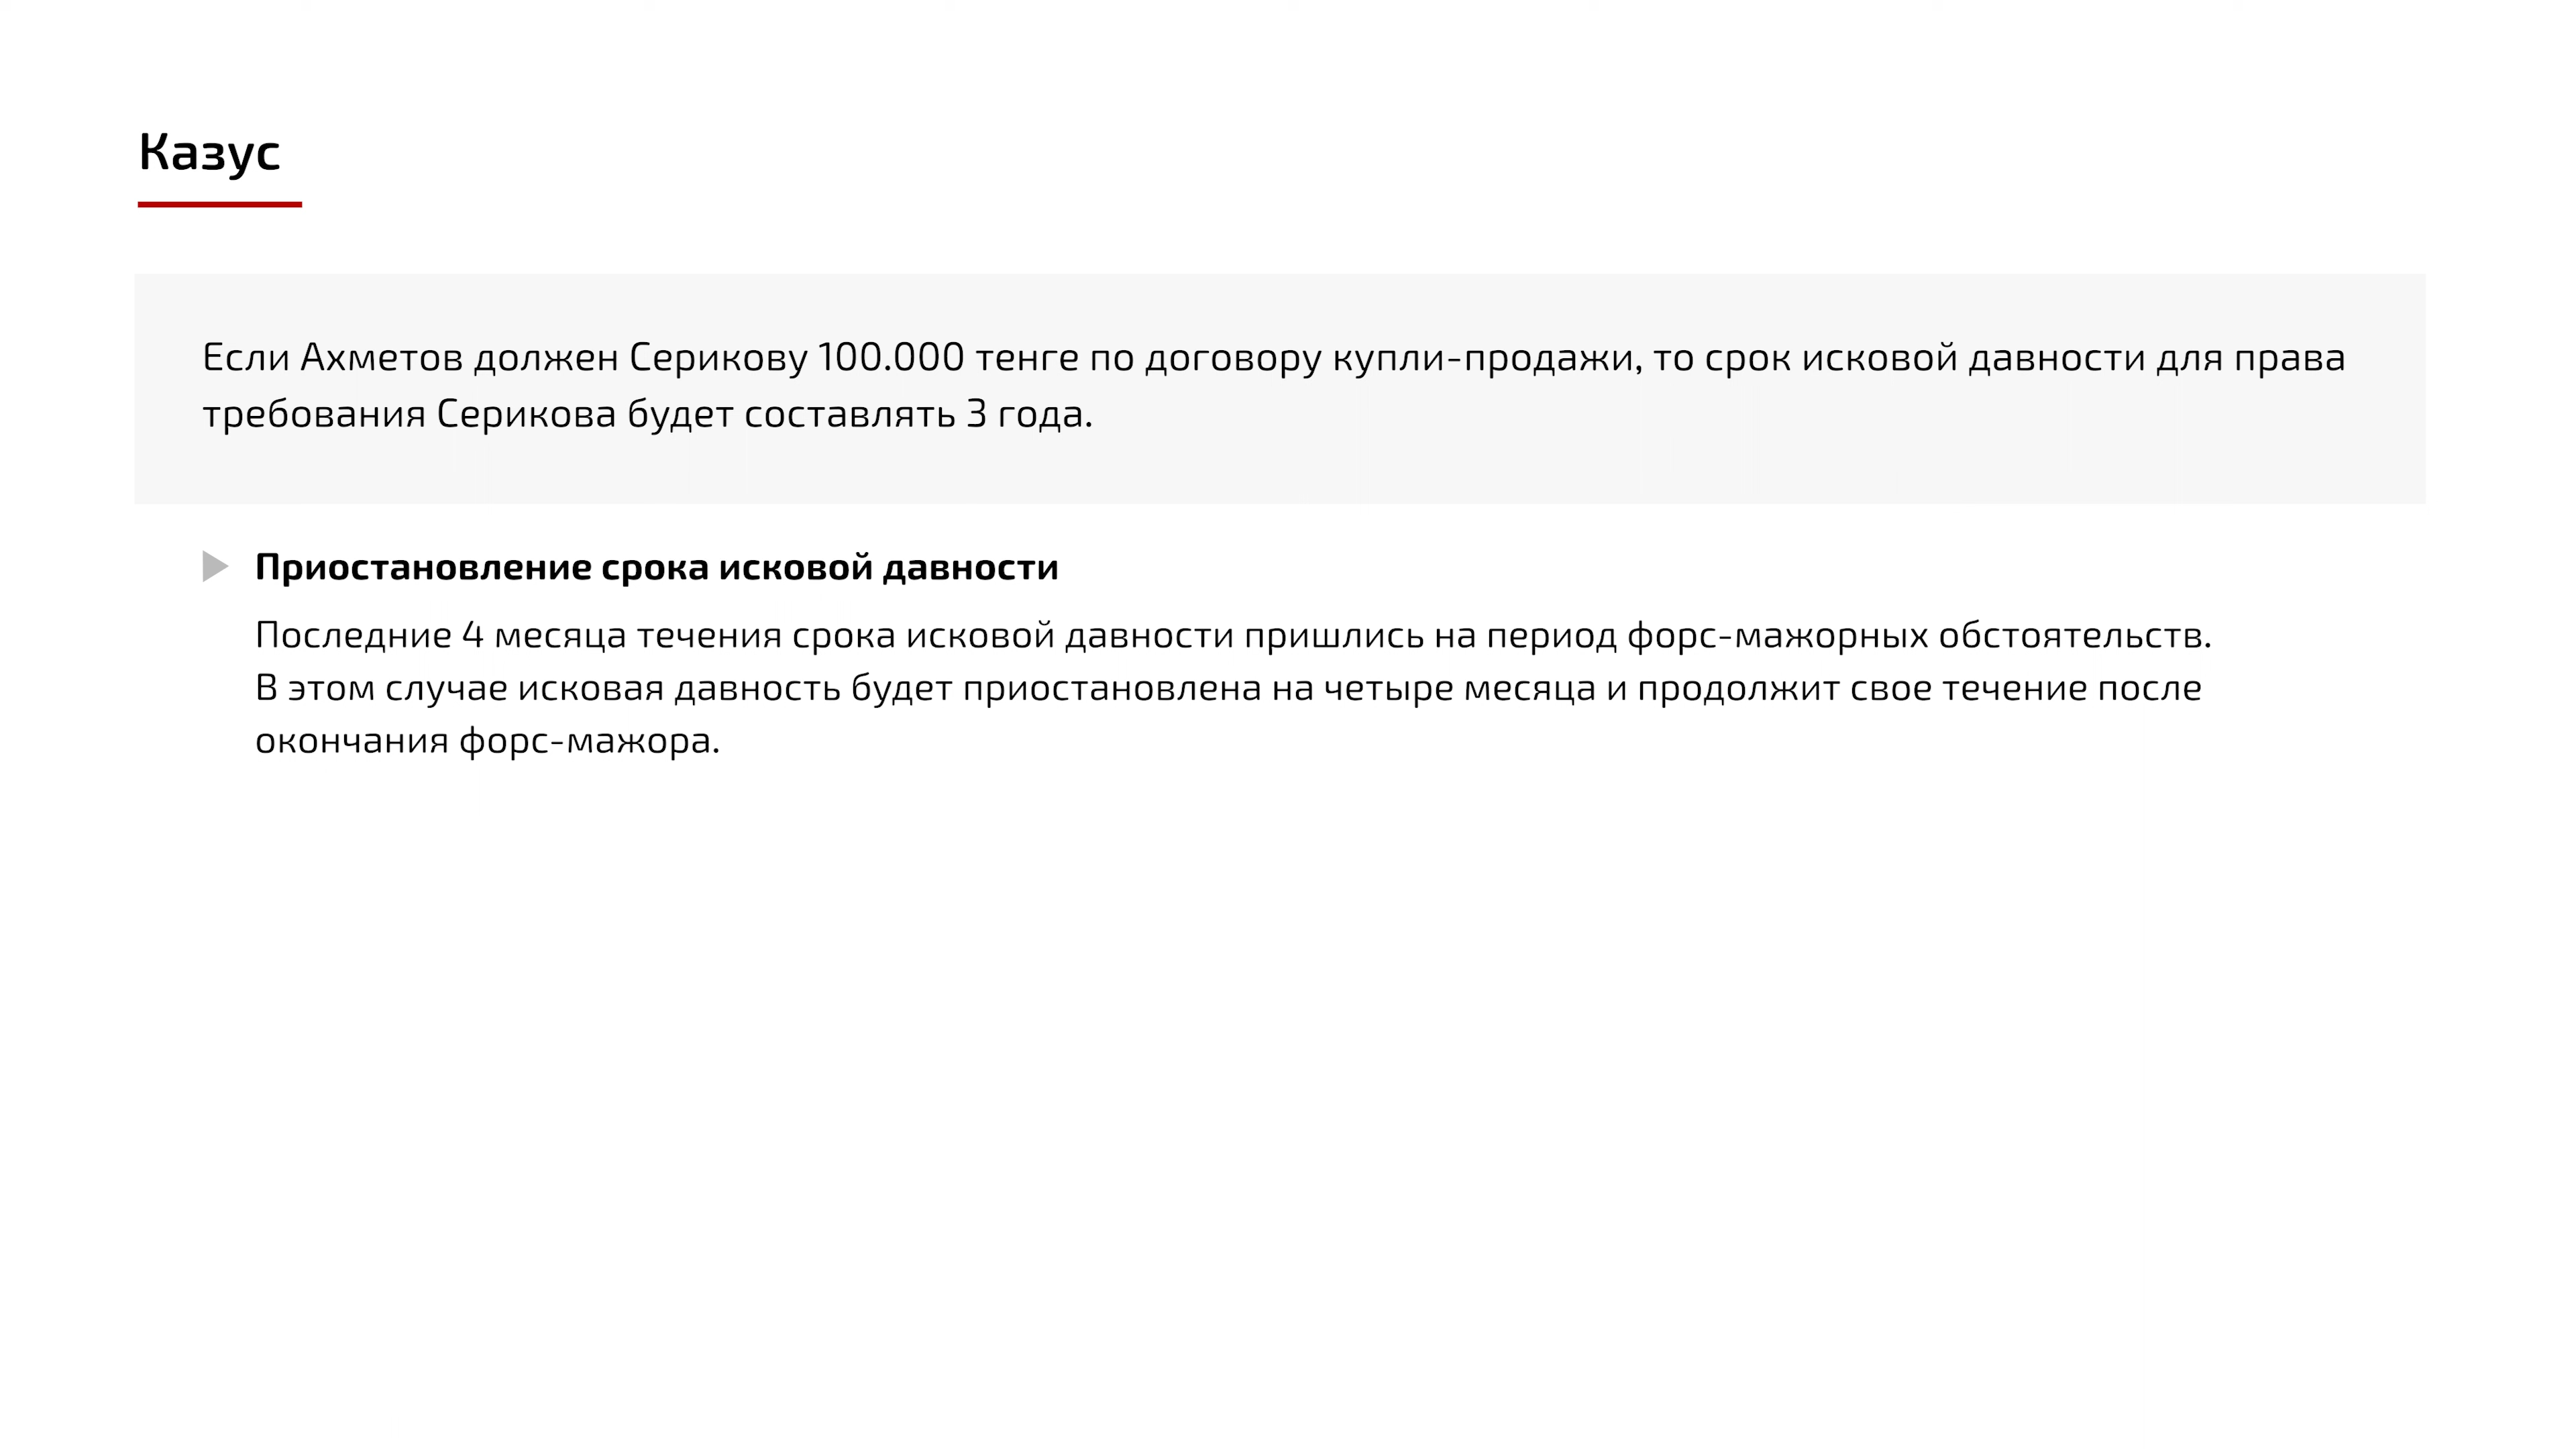 Казус
Если Ахметов должен Серикову 100.000 тенге по договору купли-продажи, то срок исковой давности для права
требования Серикова будет составлять 3 года.
Приостановление срока исковой давности
Последние 4 месяца течения срока исковой давности пришлись на период форс-мажорных обстоятельств.
В этом случае исковая давность будет приостановлена на четыре месяца и продолжит свое течение после
окончания форс-мажора.